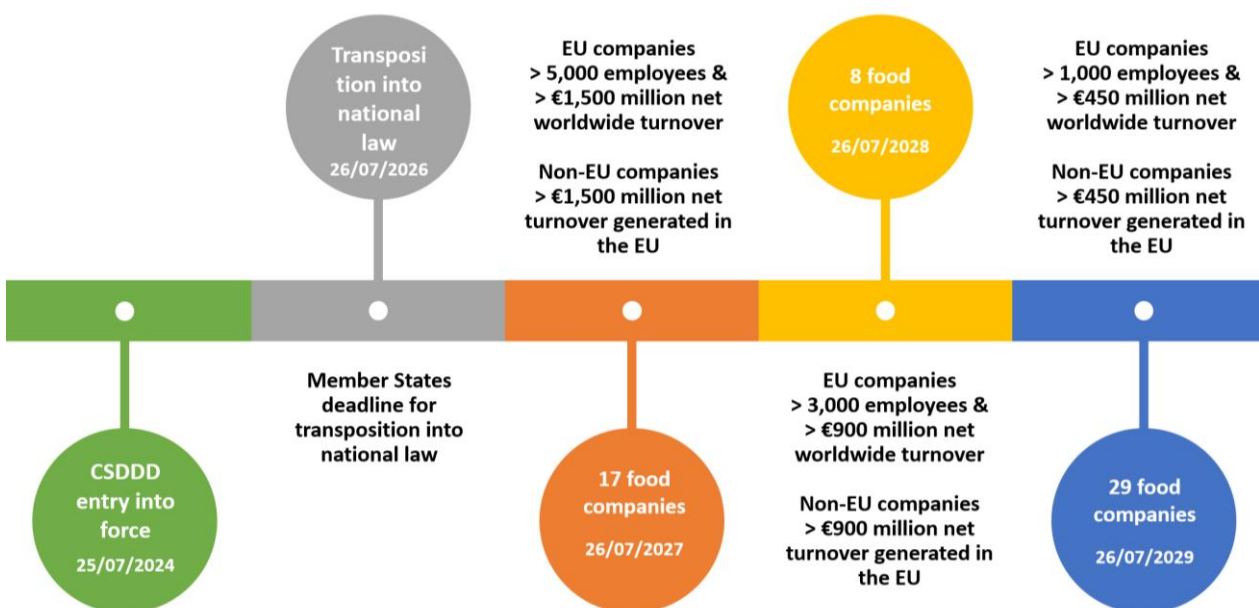 Transposi
tion into
national
law
26/07/2026
EU companies
> 5,000 employees &
> €1,500 million net
worldwide turnover
Non-EU companies
> €1,500 million net
turnover generated in
the EU
8 food
companies
26/07/2028
EU companies
> 1,000 employees &
> €450 million net
worldwide turnover
Non-EU companies
> €450 million net
turnover generated in
the EU
CSDDD
entry into
force
25/07/2024
Member States
deadline for
transposition into
national law
17 food
companies
26/07/2027
EU companies
> 3,000 employees &
> €900 million net
worldwide turnover
Non-EU companies
> €900 million net
turnover generated in
the EU
29 food
companies
26/07/2029